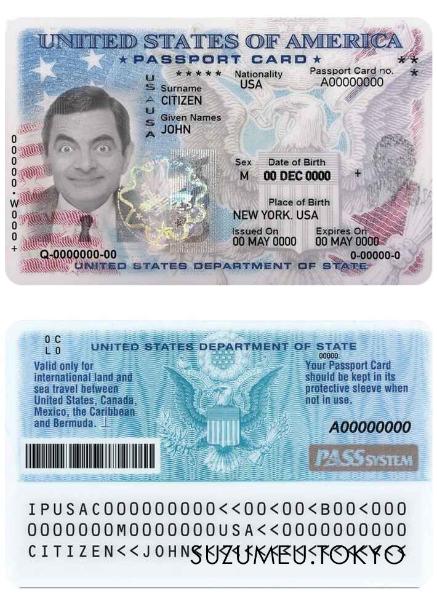 UNITED STATES OF AMERICA
★ PASSPORT CARD ★
USAUSA
***** Nationality Passport Card no. ***
USA A00000000
Surname
CITIZEN
Given Names
JOHN
Sex Date of Birth
M 00 DEC 0000 +
Place of Birth
NEW YORK. USA
Issued On Expires On
00 MAY 0000 00 MAY 0000
00000•W000+
Q-0000000-00 0-00000-0
UNITED STATES DEPARTMENT OF STATE
0 C
L 0
UNITED STATES DEPARTMENT OF STATE
00000.
Valid only for
international land and
sea travel between
United States, Canada,
Mexico, the Caribbean
and Bermuda.
Your Passport Card
should be kept in its
protective sleeve when
not in use.
A00000000
PASS SYSTEM
IPUSAC000000000<<00<00<B00<000
0000000M0000000USA<<0000000000
CITIZEN<<JOHN
SUZUMEU.TOKYO